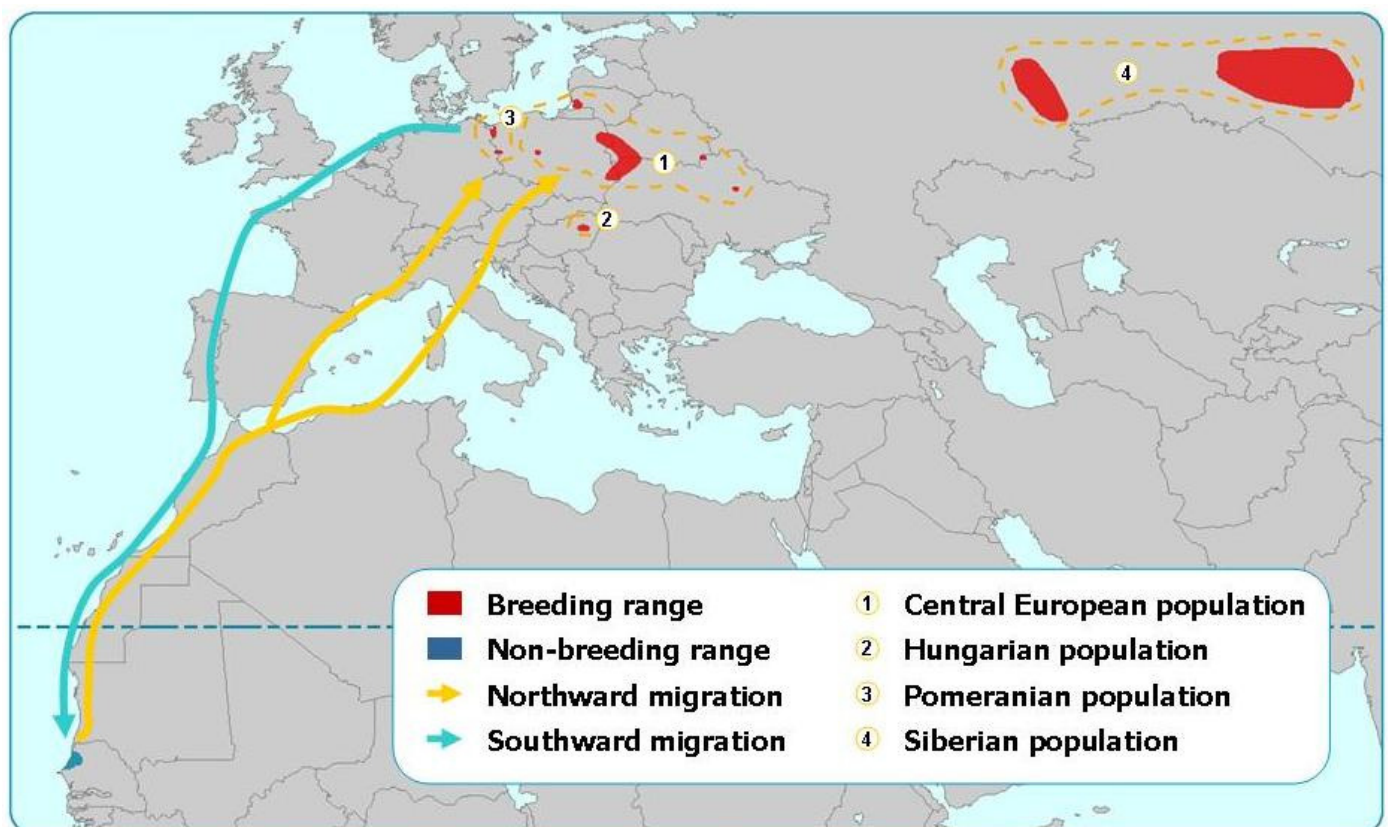 4
3
1
2
Breeding range
Non-breeding range
Northward migration
Southward migration
1 Central European population
2 Hungarian population
3 Pomeranian population
4 Siberian population